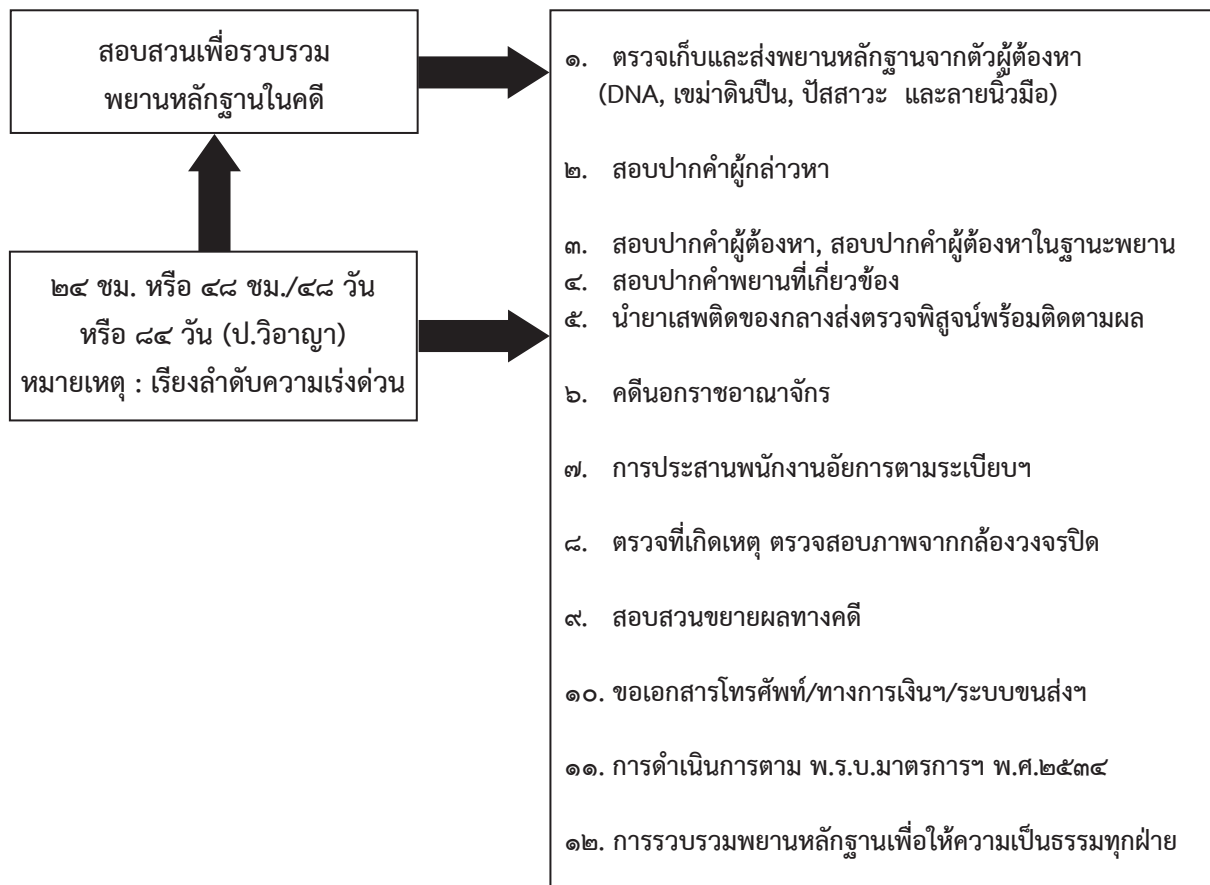 สอบสวนเพื่อรวบรวม
พยานหลักฐานในคดี
๒๔ ชม. หรือ ๔๘ ชม./๔๘ วัน
หรือ ๘๔ วัน (ป.วิอาญา)
หมายเหตุ : เรียงลำดับความเร่งด่วน
๑. ตรวจเก็บและส่งพยานหลักฐานจากตัวผู้ต้องหา
(DNA, เขม่าดินปืน, ปัสสาวะ และลายนิ้วมือ)
๒. สอบปากคำผู้กล่าวหา
๓. สอบปากคำผู้ต้องหา, สอบปากคำผู้ต้องหาในฐานะพยาน
๔. สอบปากคำพยานที่เกี่ยวข้อง
๕. นำยาเสพติดของกลางส่งตรวจพิสูจน์พร้อมติดตามผล
๖. คดีนอกราชอาณาจักร
๗. การประสานพนักงานอัยการตามระเบียบฯ
๘. ตรวจที่เกิดเหตุ ตรวจสอบภาพจากกล้องวงจรปิด
๙. สอบสวนขยายผลทางคดี
๑๐. ขอเอกสารโทรศัพท์/ทางการเงินฯ/ระบบขนส่งฯ
๑๑. การดำเนินการตาม พ.ร.บ.มาตรการฯ พ.ศ.๒๕๓๔
๑๒. การรวบรวมพยานหลักฐานเพื่อให้ความเป็นธรรมทุกฝ่าย